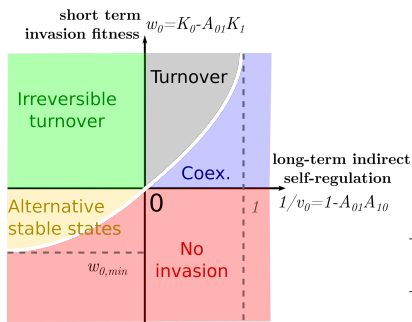 short term
invasion fitness
w₀=K₀-A₀₁K₁
Turnover
Irreversible
turnover
Coex.
long-term indirect
self-regulation
1/v₀=1-A₀₁A₁₀
0
1
Alternative
stable states
No
invasion
w₀,min